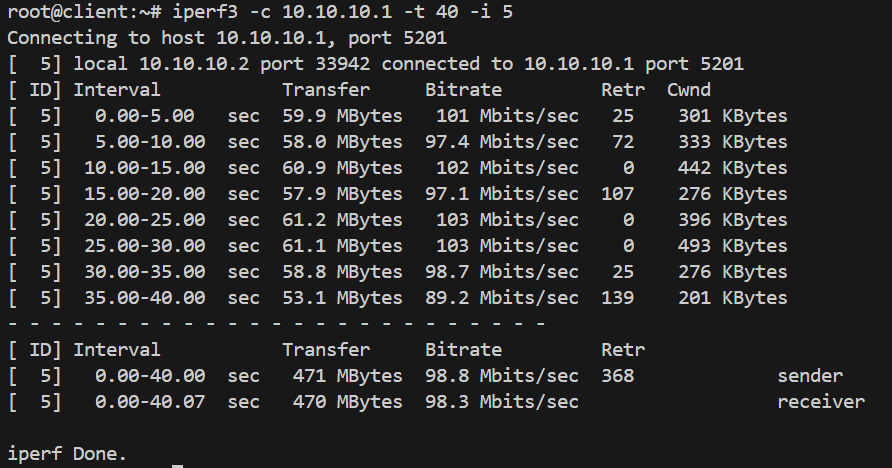 root@client:~# iperf3 -c 10.10.10.1 -t 40 -i 5
Connecting to host 10.10.10.1, port 5201
[  5] local 10.10.10.2 port 33942 connected to 10.10.10.1 port 5201
[ ID] Interval           Transfer     Bitrate         Retr  Cwnd
[  5]   0.00-5.00   sec  59.9 MBytes   101 Mbits/sec   25    301 KBytes
[  5]   5.00-10.00  sec  58.0 MBytes  97.4 Mbits/sec   72    333 KBytes
[  5]  10.00-15.00  sec  60.9 MBytes   102 Mbits/sec    0    442 KBytes
[  5]  15.00-20.00  sec  57.9 MBytes  97.1 Mbits/sec  107    276 KBytes
[  5]  20.00-25.00  sec  61.2 MBytes   103 Mbits/sec    0    396 KBytes
[  5]  25.00-30.00  sec  61.1 MBytes   103 Mbits/sec    0    493 KBytes
[  5]  30.00-35.00  sec  58.8 MBytes  98.7 Mbits/sec   25    276 KBytes
[  5]  35.00-40.00  sec  53.1 MBytes  89.2 Mbits/sec  139    201 KBytes
- - - - - - - - - - - - - - - - - - - - - - - - -
[ ID] Interval           Transfer     Bitrate         Retr
[  5]   0.00-40.00  sec   471 MBytes  98.8 Mbits/sec  368             sender
[  5]   0.00-40.07  sec   470 MBytes  98.3 Mbits/sec                  receiver
iperf Done.